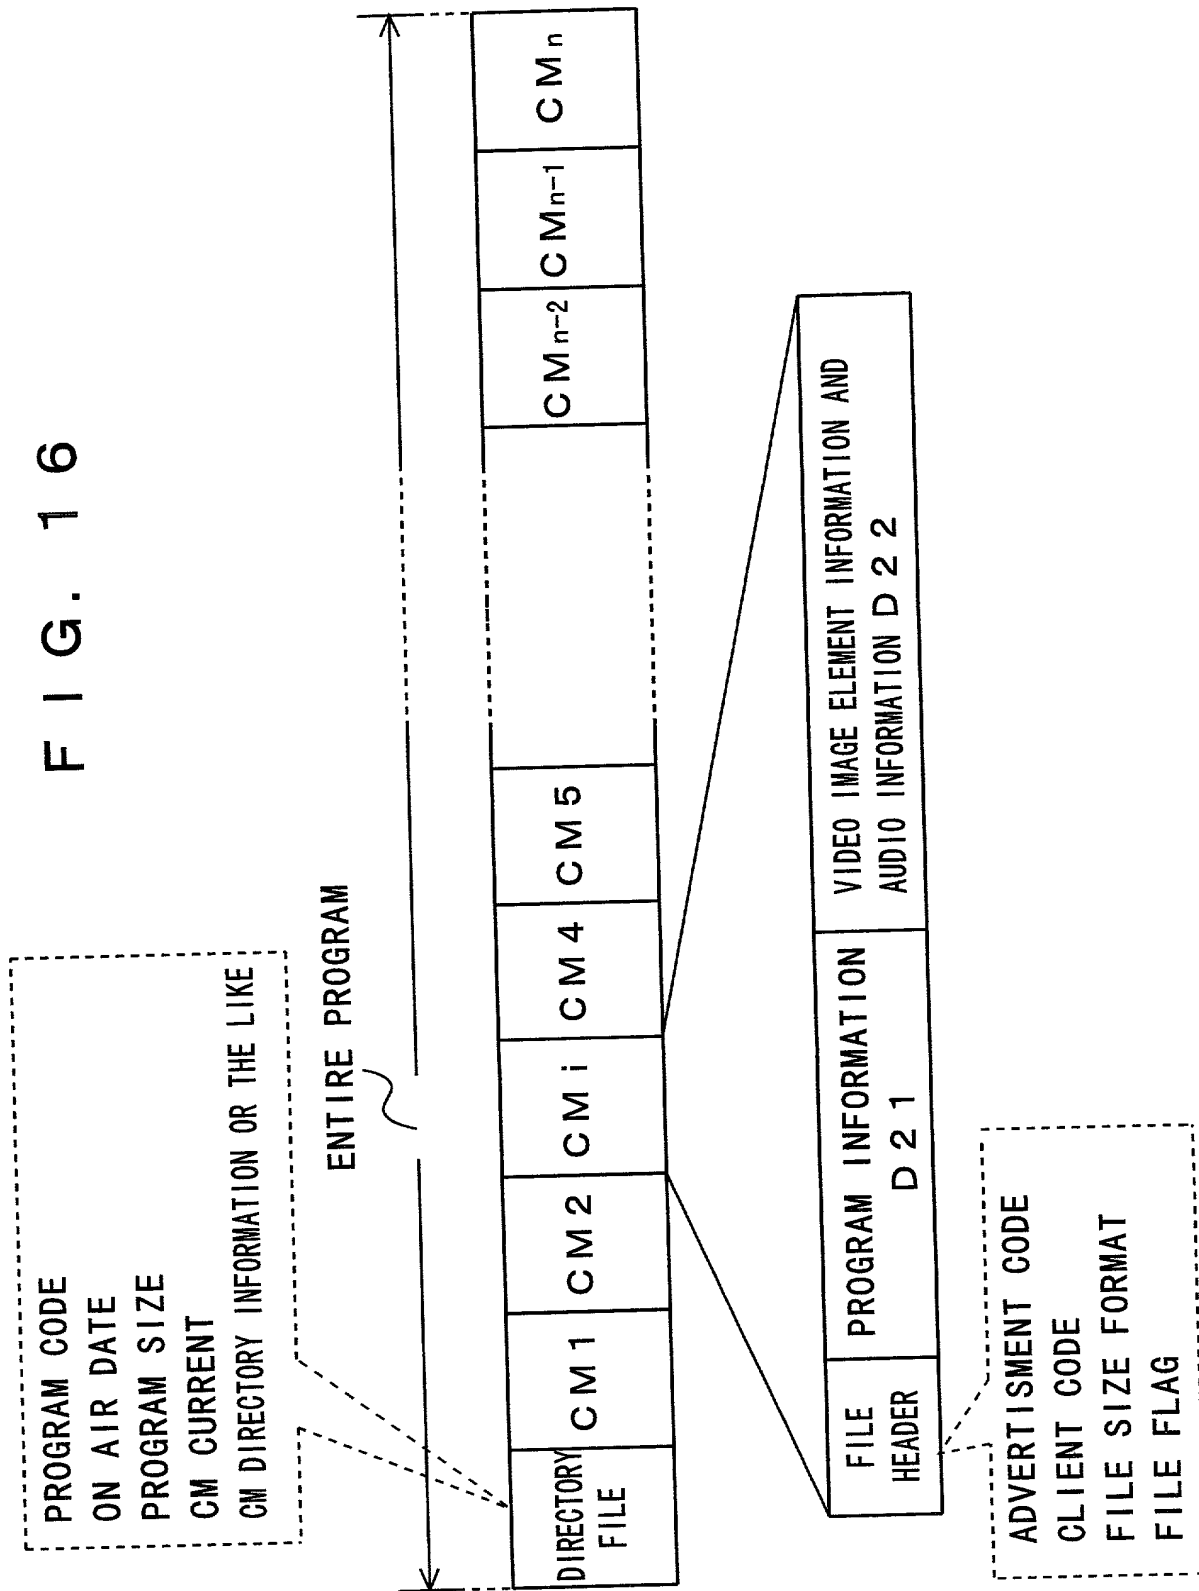 FIG. 16
PROGRAM CODE
ON AIR DATE
PROGRAM SIZE
CM CURRENT
CM DIRECTORY INFORMATION OR THE LIKE
ENTIRE PROGRAM
DIRECTORY
FILE
CM1
CM2
CMi
CM4
CM5
CMn-2
CMn-1
CMn
FILE
HEADER
PROGRAM INFORMATION
D21
VIDEO IMAGE ELEMENT INFORMATION AND
AUDIO INFORMATION D22
ADVERTISMENT CODE
CLIENT CODE
FILE SIZE FORMAT
FILE FLAG